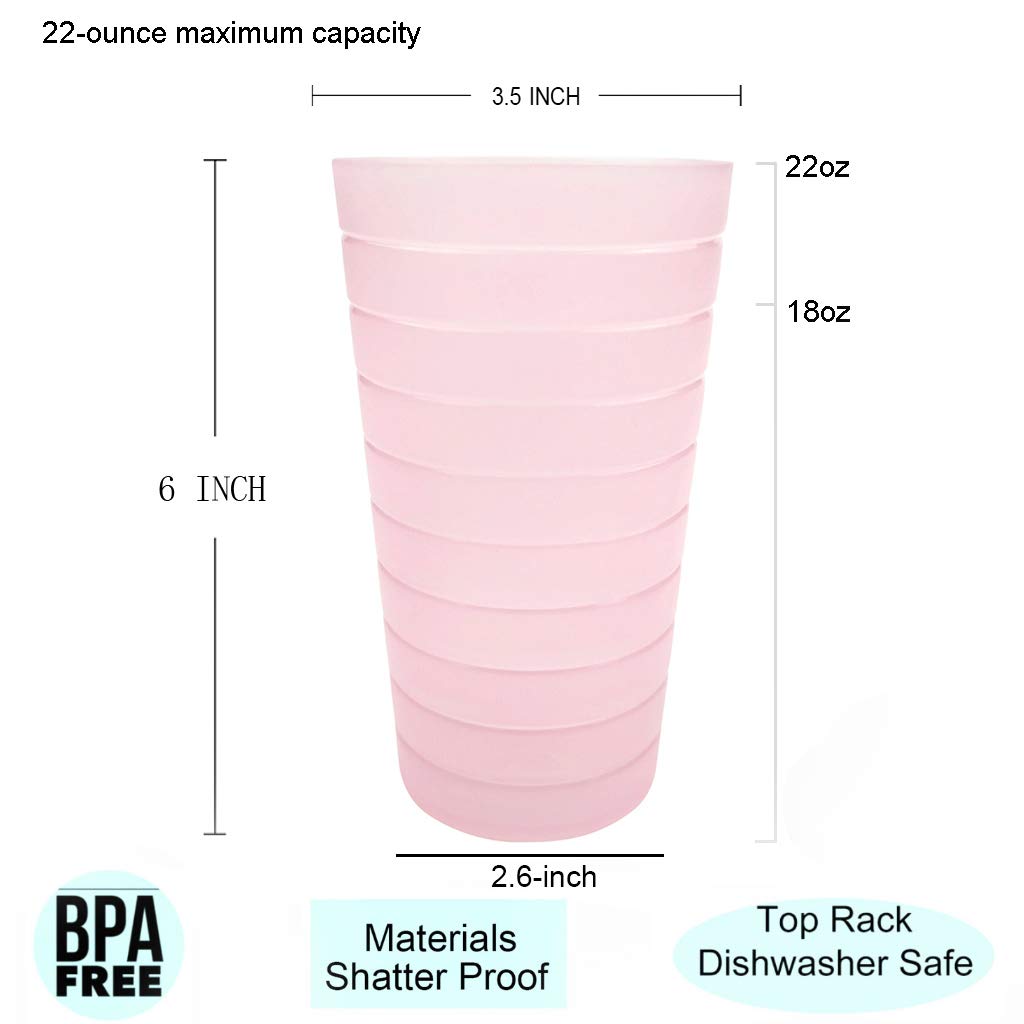 22-ounce maximum capacity
3.5 INCH
22oz
18oz
6 INCH
2.6-inch
BPA
FREE
Materials
Shatter Proof
Top Rack
Dishwasher Safe